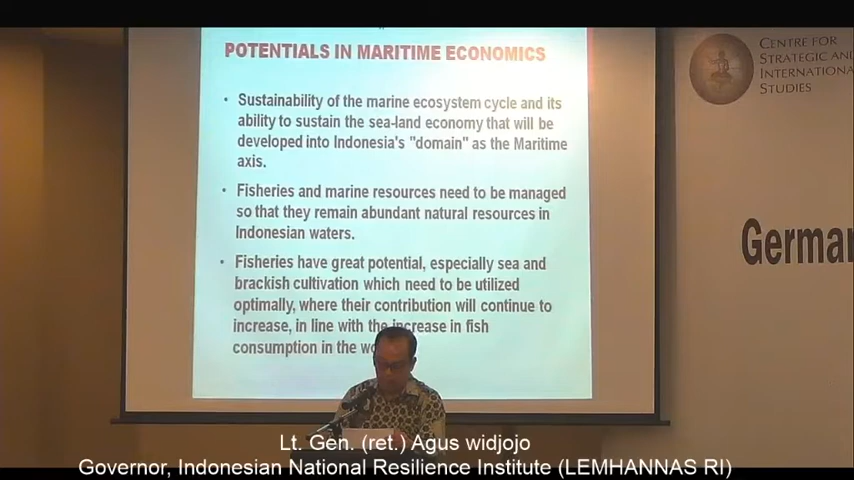 POTENTIALS IN MARITIME ECONOMICS
• Sustainability of the marine ecosystem cycle and its
ability to sustain the sea-land economy that will be
developed into Indonesia's "domain" as the Maritime
axis.
• Fisheries and marine resources need to be managed
so that they remain abundant natural resources in
Indonesian waters.
• Fisheries have great potential, especially sea and
brackish cultivation which need to be utilized
optimally, where their contribution will continue to
increase, in line with the increase in fish
consumption in the
CENTRE FOR
STRATEGIC AND
INTERNATIONAL
STUDIES
German
Lt. Gen. (ret.) Agus widjojo
Governor, Indonesian National Resilience Institute (LEMHANNAS RI)